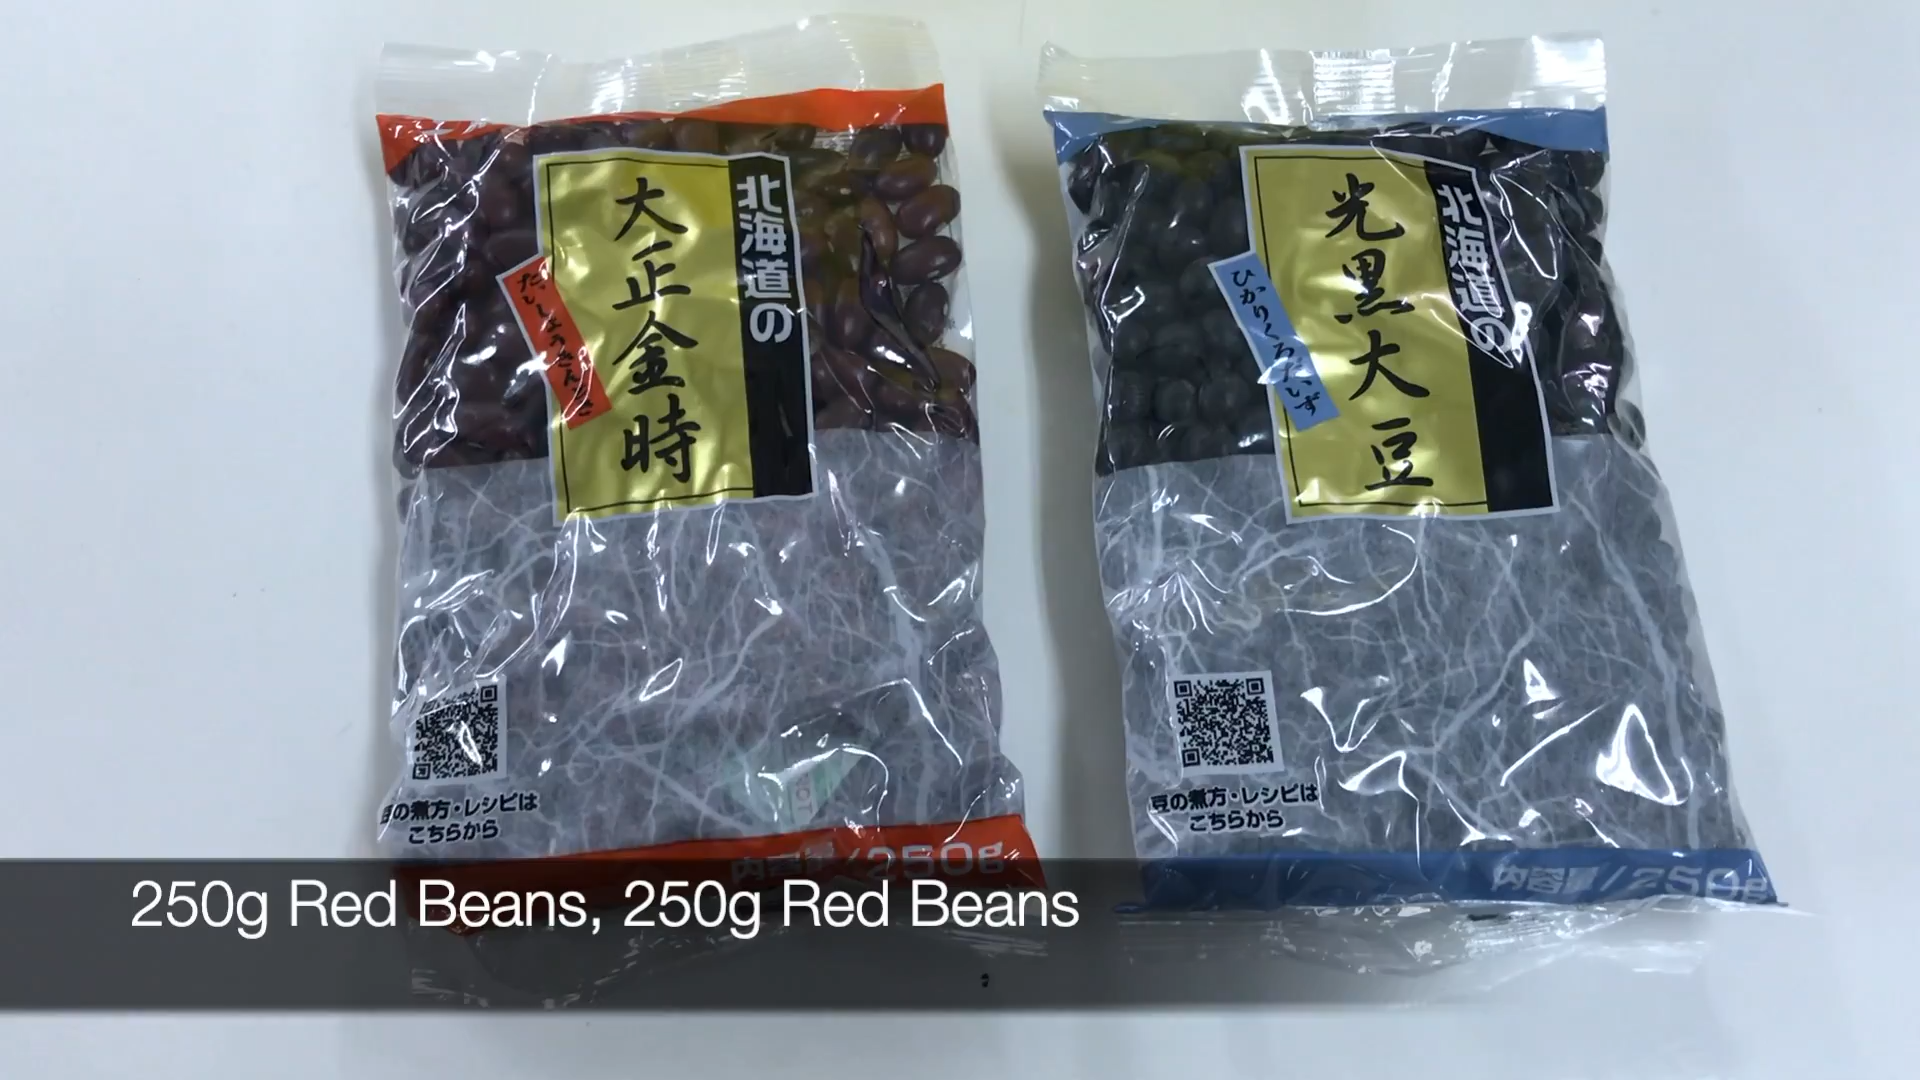 北海道の
大正金時
たいしょうきんとき
豆の煮方・レシピは
こちらから
内容量/250g
北海道の
光黒大豆
ひかりくろだいず
豆の煮方・レシピは
こちらから
内容量/250g
250g Red Beans, 250g Red Beans